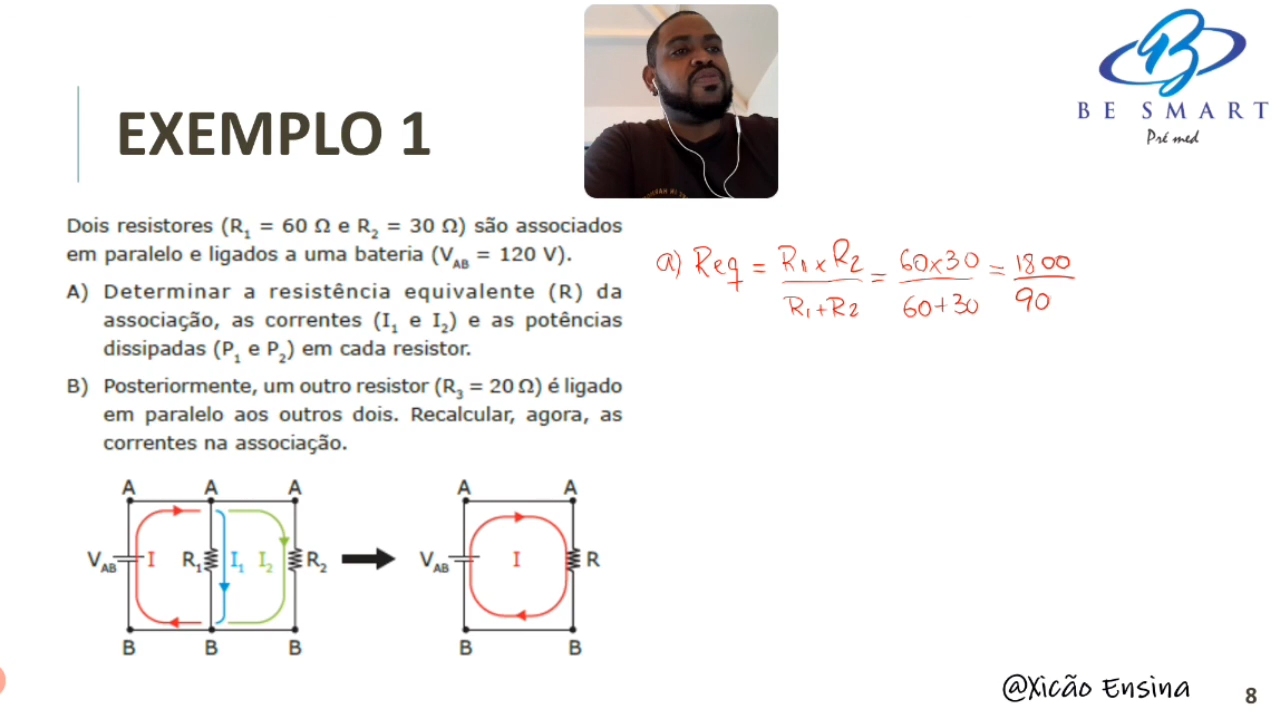 BE SMART
Pré med
EXEMPLO 1
Dois resistores (R₁ = 60 Ω e R₂ = 30 Ω) são associados
em paralelo e ligados a uma bateria (V_AB = 120 V).
A) Determinar a resistência equivalente (R) da
associação, as correntes (I₁ e I₂) e as potências
dissipadas (P₁ e P₂) em cada resistor.
B) Posteriormente, um outro resistor (R₃ = 20 Ω) é ligado
em paralelo aos outros dois. Recalcular, agora, as
correntes na associação.
a) Req = R1 x R2 / R1 + R2 = 60x30 / 60+30 = 1800 / 90
A A A A A
V_AB I R₁ I₁ I₂ R₂ V_AB I R
B B B B B
@Xicão Ensina
8